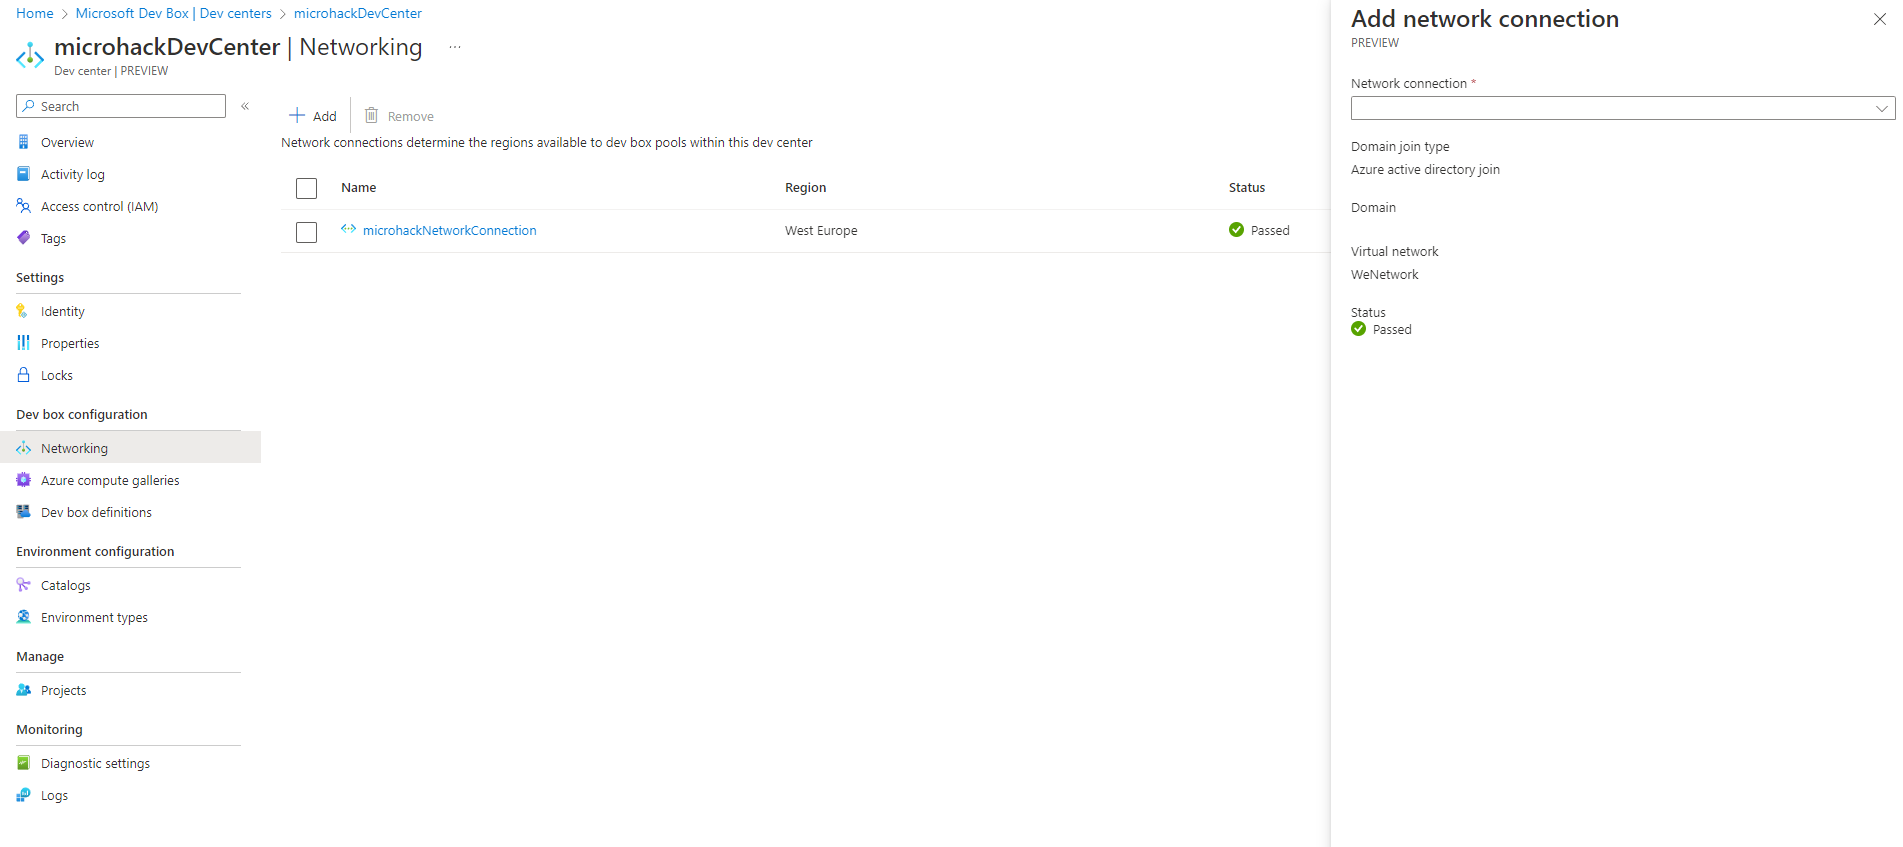 Home > Microsoft Dev Box | Dev centers > microhackDevCenter
microhackDevCenter | Networking ...
Dev center | PREVIEW
Search «
Overview
Activity log
Access control (IAM)
Tags
Settings
Identity
Properties
Locks
Dev box configuration
Networking
Azure compute galleries
Dev box definitions
Environment configuration
Catalogs
Environment types
Manage
Projects
Monitoring
Diagnostic settings
Logs
Add Remove
Network connections determine the regions available to dev box pools within this dev center
Name Region Status
microhackNetworkConnection West Europe Passed
Add network connection
PREVIEW
Network connection *
Domain join type
Azure active directory join
Domain
Virtual network
WeNetwork
Status
Passed